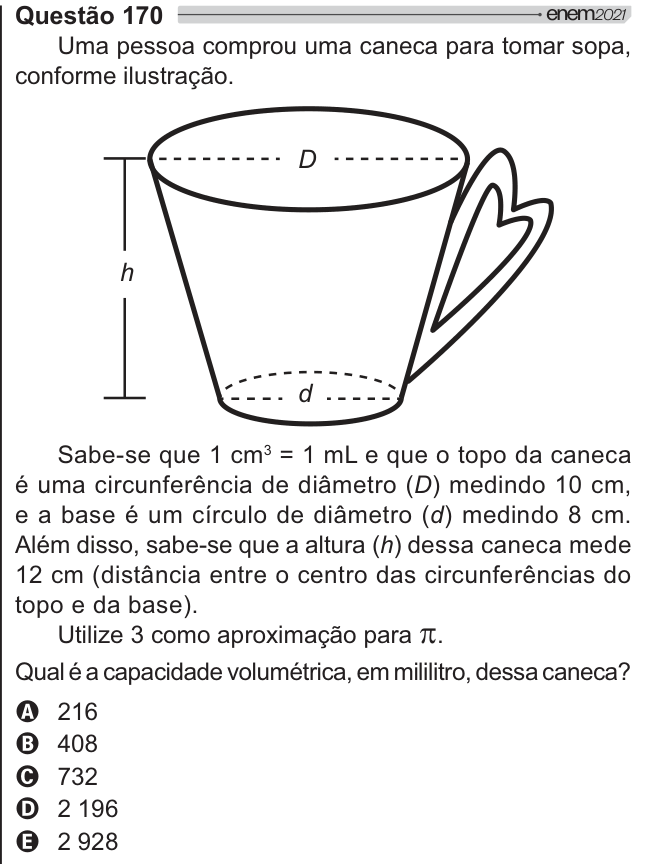 Questão 170 enem2021
Uma pessoa comprou uma caneca para tomar sopa,
conforme ilustração.
D
h
d
Sabe-se que 1 cm³ = 1 mL e que o topo da caneca
é uma circunferência de diâmetro (D) medindo 10 cm,
e a base é um círculo de diâmetro (d) medindo 8 cm.
Além disso, sabe-se que a altura (h) dessa caneca mede
12 cm (distância entre o centro das circunferências do
topo e da base).
Utilize 3 como aproximação para π.
Qual é a capacidade volumétrica, em mililitro, dessa caneca?
A 216
B 408
C 732
D 2 196
E 2 928